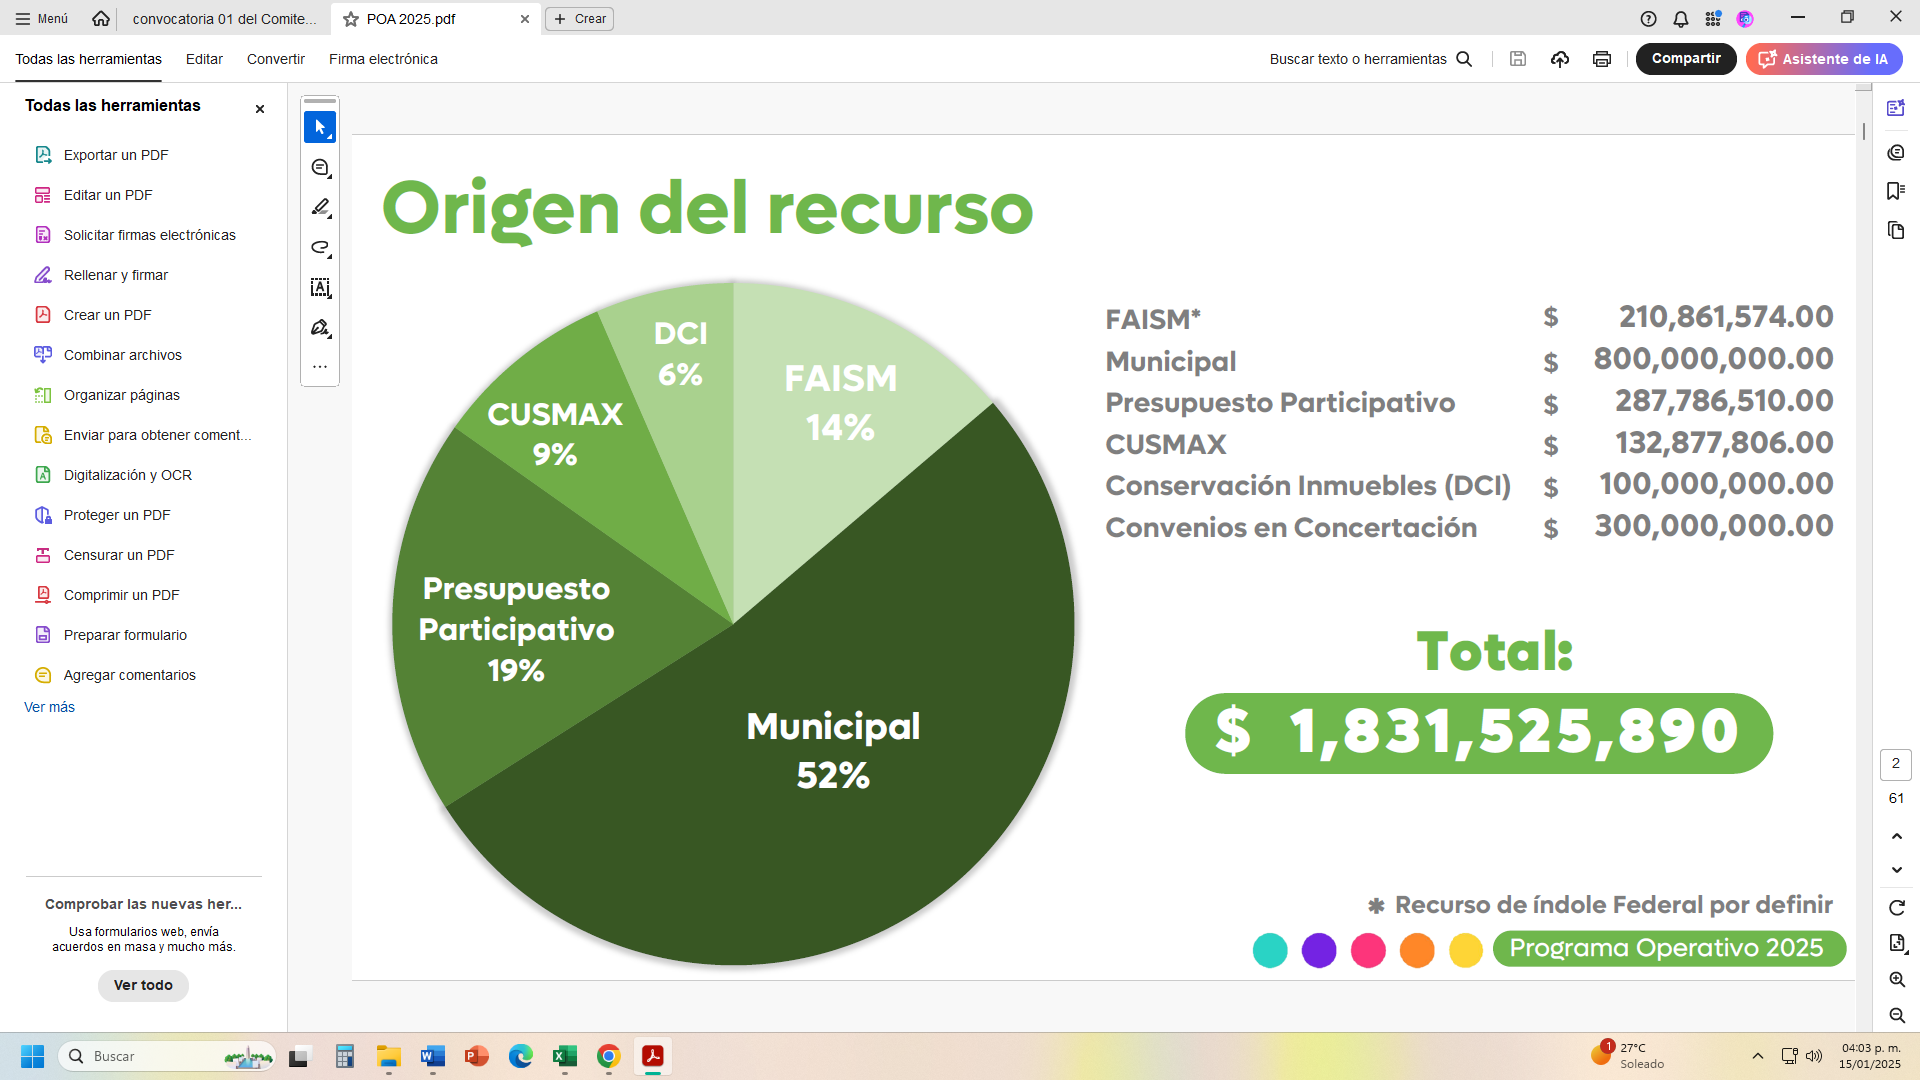 Menú
convocatoria 01 del Comite...
POA 2025.pdf
Crear
Todas las herramientas
Editar
Convertir
Firma electrónica
Buscar texto o herramientas
Compartir
Asistente de IA
Todas las herramientas
Exportar un PDF
Editar un PDF
Solicitar firmas electrónicas
Rellenar y firmar
Crear un PDF
Combinar archivos
Organizar páginas
Enviar para obtener coment...
Digitalización y OCR
Proteger un PDF
Censurar un PDF
Comprimir un PDF
Preparar formulario
Agregar comentarios
Ver más
Comprobar las nuevas her...
Usa formularios web, envía
acuerdos en masa y mucho más.
Ver todo
Origen del recurso
DCI
6%
FAISM
14%
CUSMAX
9%
Presupuesto
Participativo
19%
Municipal
52%
FAISM* $ 210,861,574.00
Municipal $ 800,000,000.00
Presupuesto Participativo $ 287,786,510.00
CUSMAX $ 132,877,806.00
Conservación Inmuebles (DCI) $ 100,000,000.00
Convenios en Concertación $ 300,000,000.00
Total:
$ 1,831,525,890
* Recurso de índole Federal por definir
Programa Operativo 2025
2
61
Buscar
1
27°C
Soleado
04:03 p. m.
15/01/2025